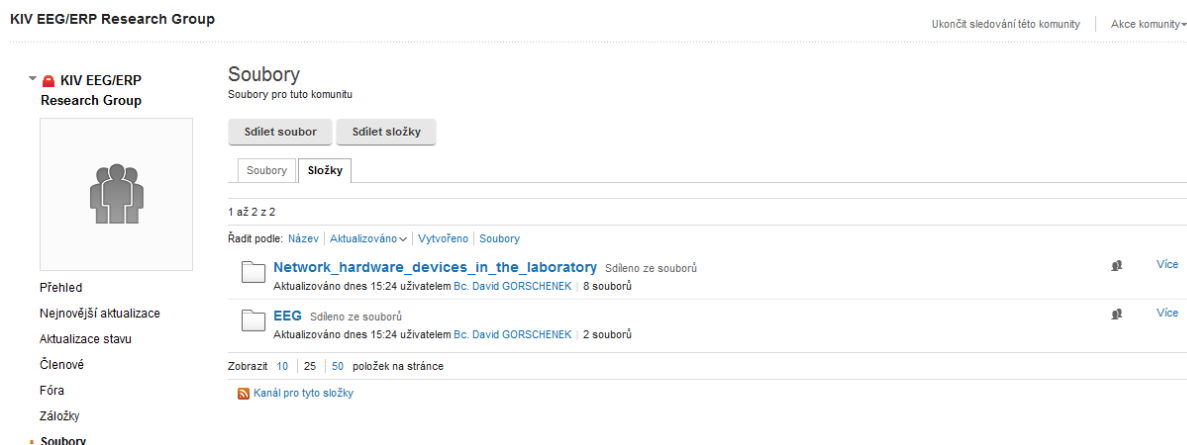 KIV EEG/ERP Research Group
Ukončit sledování této komunity
Akce komunity
KIV EEG/ERP
Research Group
Přehled
Nejnovější aktualizace
Aktualizace stavu
Členové
Fóra
Záložky
Soubory
Soubory
Soubory pro tuto komunitu
Sdílet soubor Sdílet složky
Soubory Složky
1 až 2 z 2
Řadit podle: Název Aktualizováno Vytvořeno Soubory
Network_hardware_devices_in_the_laboratory Sdíleno ze souborů Více
Aktualizováno dnes 15:24 uživatelem Bc. David GORSCHENEK 8 souborů
EEG Sdíleno ze souborů Více
Aktualizováno dnes 15:24 uživatelem Bc. David GORSCHENEK 2 souborů
Zobrazit 10 25 50 položek na stránce
Kanál pro tyto složky